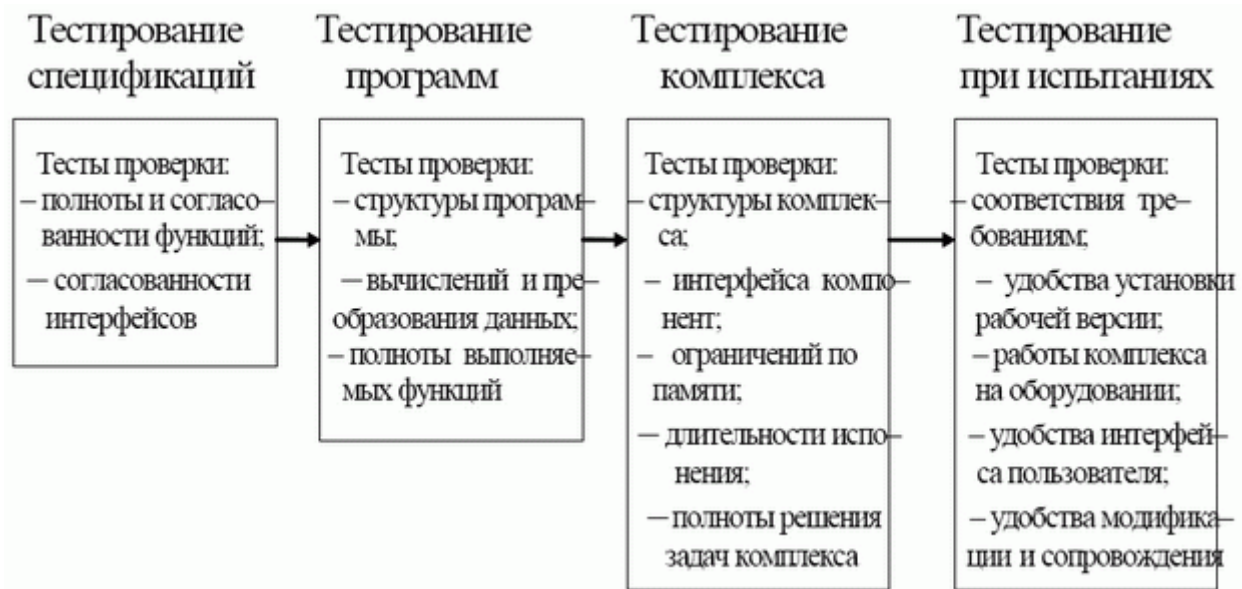 Тестирование
спецификаций
Тесты проверки:
– полноты и согласо–
ванности функций;
– согласованности
интерфейсов
Тестирование
программ
Тесты проверки:
– структуры програм–
мы;
– вычислений и пре–
образования данных;
– полноты выполняе–
мых функций
Тестирование
комплекса
Тесты проверки:
– структуры комплек–
са;
– интерфейса компо–
нент;
– ограничений по
памяти;
– длительности испо–
нения;
– полноты решения
задач комплекса
Тестирование
при испытаниях
Тесты проверки:
– соответствия тре–
бованиям;
– удобства установки
рабочей версии;
– работы комплекса
на оборудовании;
– удобства интерфей–
са пользователя;
– удобства модифика–
ции и сопровождения